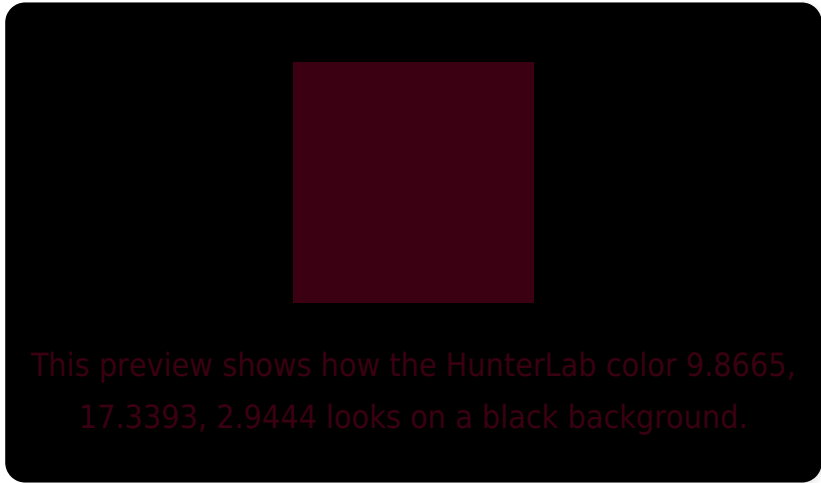 This preview shows how the HunterLab color 9.8665,
17.3393, 2.9444 looks on a black background.